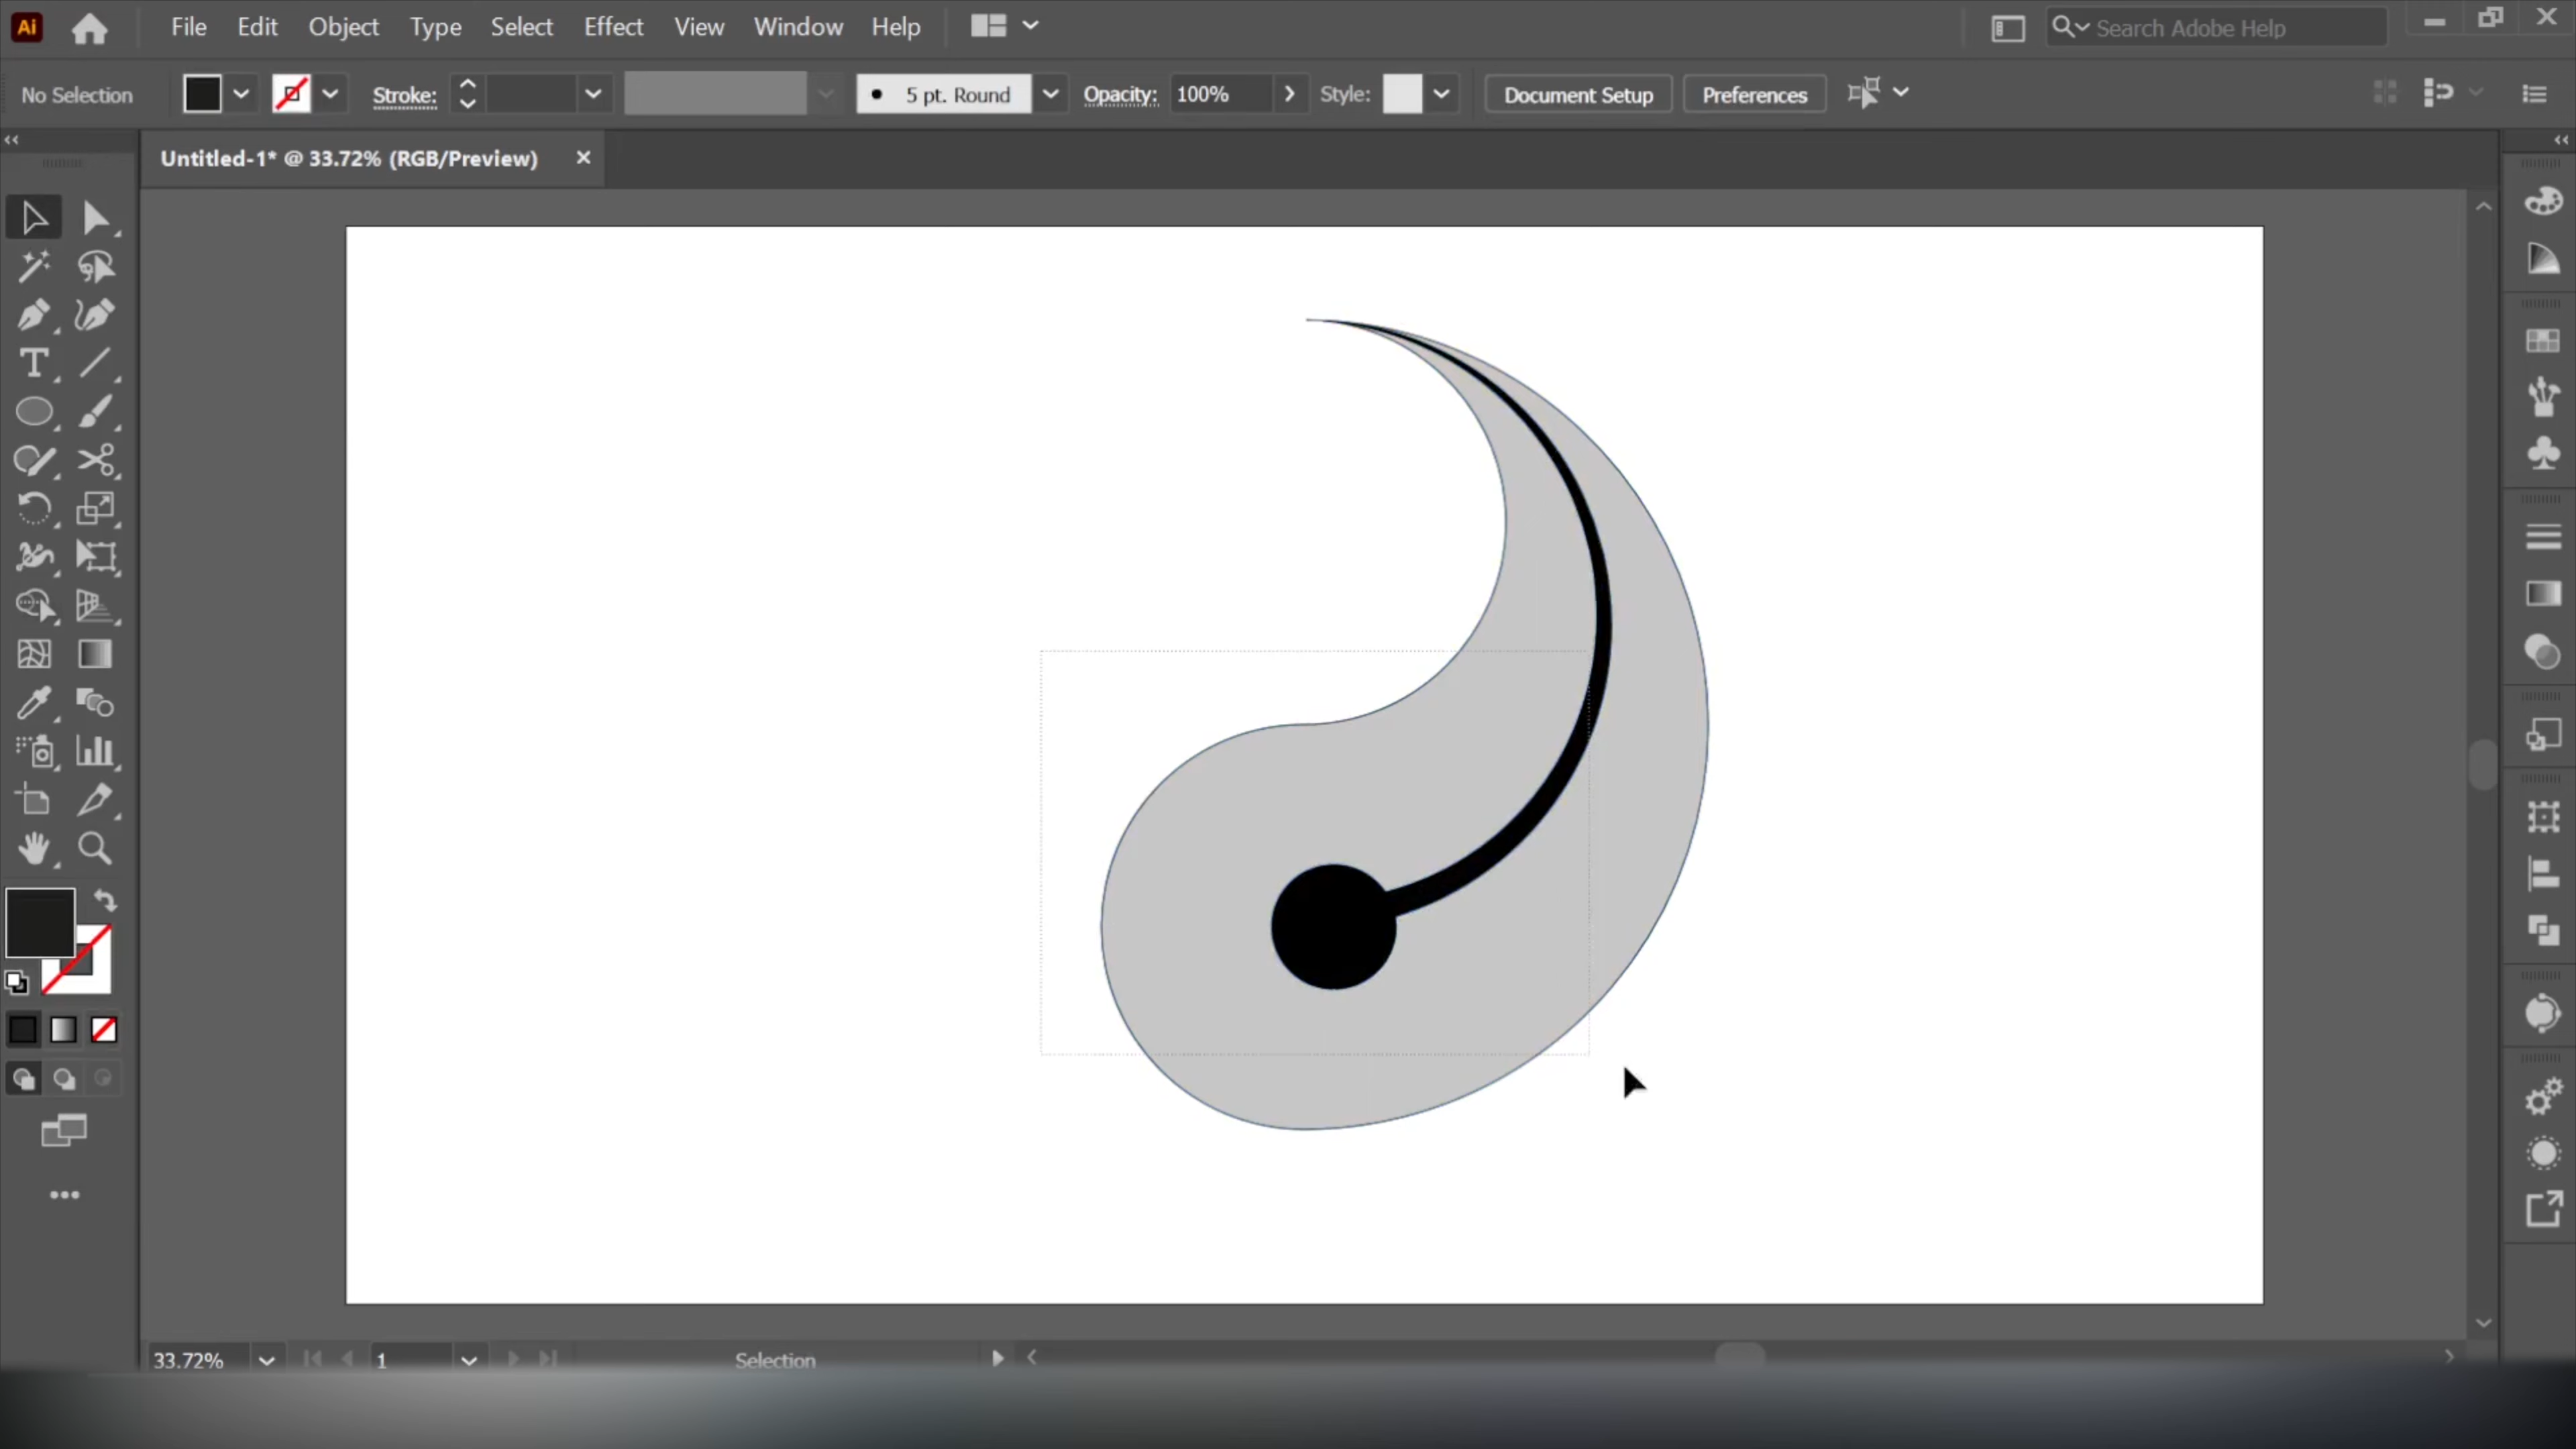 Ai File Edit Object Type Select Effect View Window Help Search Adobe Help
No Selection Stroke: 5 pt. Round Opacity: 100% Style: Document Setup Preferences
Untitled-1* @ 33.72% (RGB/Preview)
33.72% 1 Selection